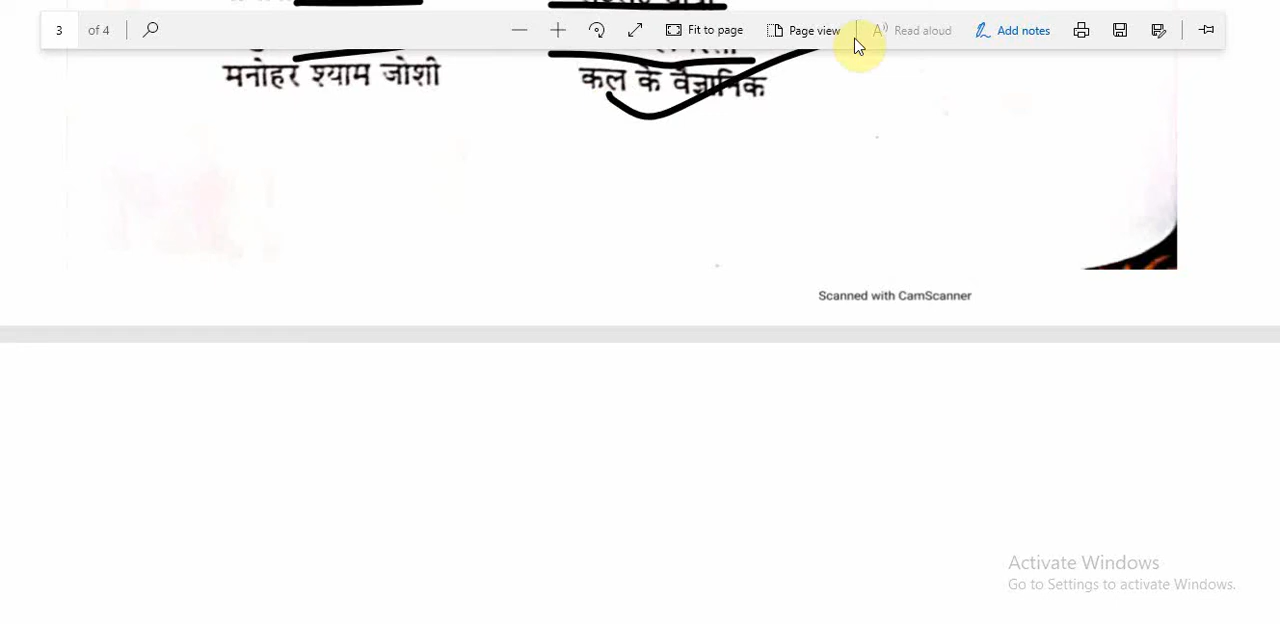 3 of 4 Fit to page Page view Read aloud Add notes
मनोहर श्याम जोशी कल के वैज्ञानिक
Scanned with CamScanner
Activate Windows
Go to Settings to activate Windows.